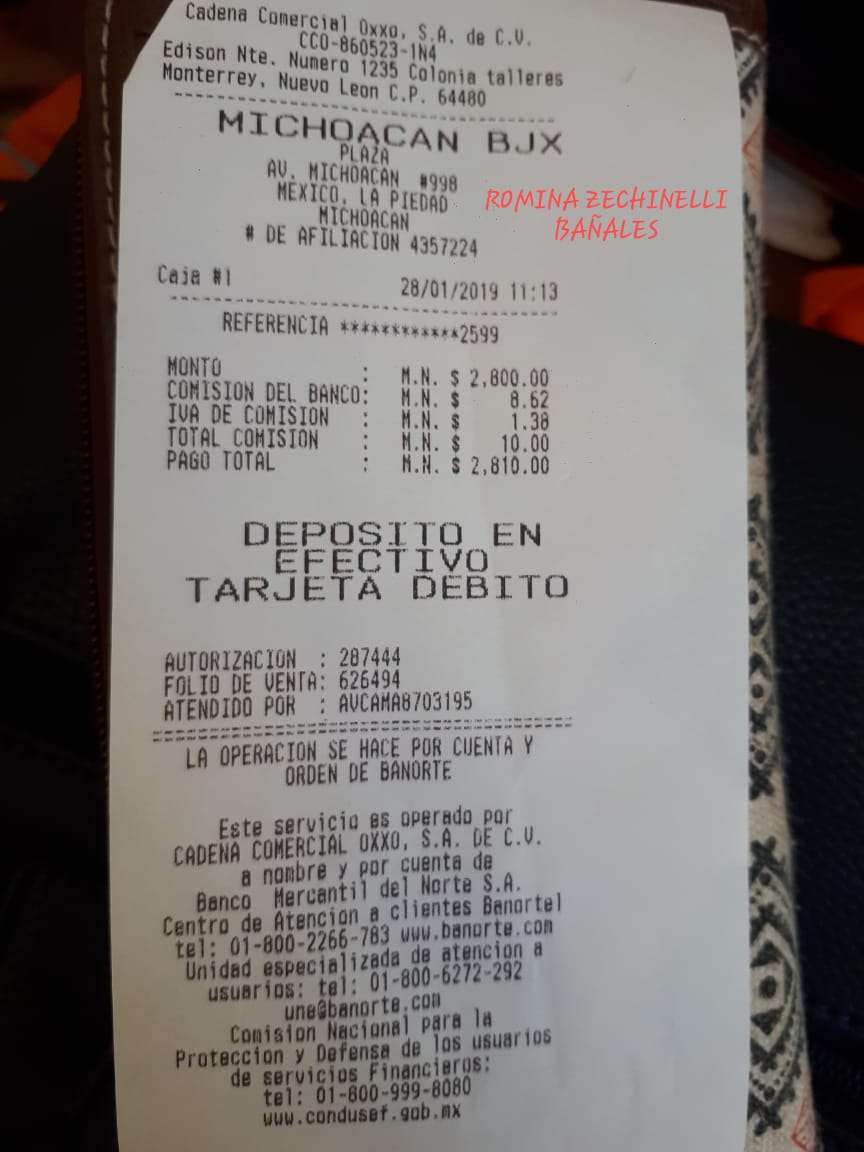 Cadena Comercial Oxxo, S.A. de C.V.
CCO-860523-1N4
Edison Nte. Numero 1235 Colonia talleres
Monterrey, Nuevo Leon C.P. 64480
MICHOACAN BJX
PLAZA
AV. MICHOACAN #998
MEXICO, LA PIEDAD
MICHOACAN
# DE AFILIACION 4357224
ROMINA ZECHINELLI
BAÑALES
Caja #1 28/01/2019 11:13
REFERENCIA ************2599
MONTO : M.N. $ 2,800.00
COMISION DEL BANCO: M.N. $ 8.62
IVA DE COMISION : M.N. $ 1.38
TOTAL COMISION : M.N. $ 10.00
PAGO TOTAL : M.N. $ 2,810.00
DEPOSITO EN
EFECTIVO
TARJETA DEBITO
AUTORIZACION : 287444
FOLIO DE VENTA: 626494
ATENDIDO POR : AVCAMA8703195
LA OPERACION SE HACE POR CUENTA Y
ORDEN DE BANORTE
Este servicio es operado por
CADENA COMERCIAL OXXO, S.A. DE C.V.
a nombre y por cuenta de
Banco Mercantil del Norte S.A.
Centro de Atencion a clientes Banortel
tel: 01-800-2266-783 www.banorte.com
Unidad especializada de atencion a
usuarios: tel: 01-800-6272-292
une@banorte.com
Comision Nacional para la
Proteccion y Defensa de los usuarios
de servicios Financieros:
tel: 01-800-999-8080
www.condusef.gob.mx